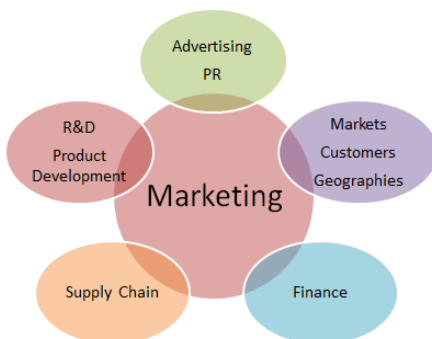 Advertising
PR
R&D
Product
Development
Markets
Customers
Geographies
Marketing
Supply Chain
Finance